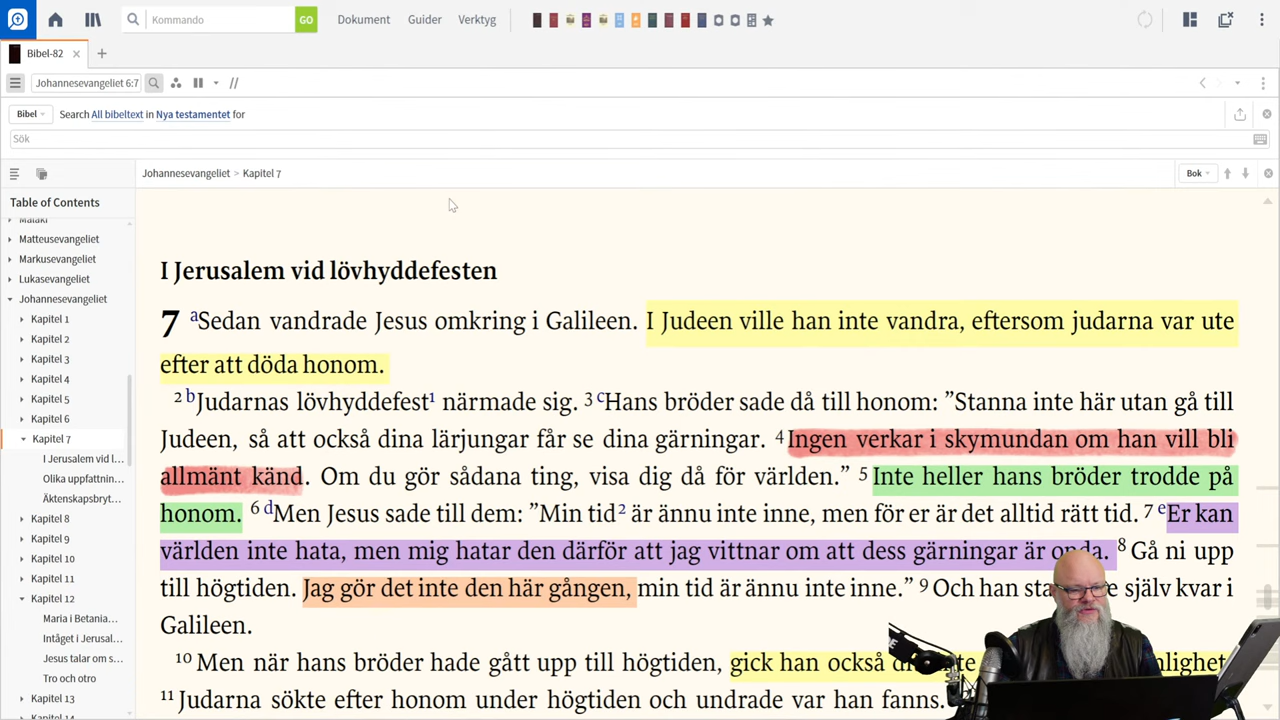 Kommando
GO
Dokument Guider Verktyg
Bibel-82
Johannesevangeliet 6:7
Bibel Search All bibeltext in Nya testamentet for
Sök
Johannesevangeliet > Kapitel 7
Bok
Table of Contents
Malaki
Matteusevangeliet
Markusevangeliet
Lukasevangeliet
Johannesevangeliet
Kapitel 1
Kapitel 2
Kapitel 3
Kapitel 4
Kapitel 5
Kapitel 6
Kapitel 7
I Jerusalem vid l...
Olika uppfattnin...
Äktenskapsbryt...
Kapitel 8
Kapitel 9
Kapitel 10
Kapitel 11
Kapitel 12
Maria i Betania...
Intåget i Jerusal...
Jesus talar om s...
Tro och otro
Kapitel 13
Kapitel 14
I Jerusalem vid lövhyddefesten
7 aSedan vandrade Jesus omkring i Galileen. I Judeen ville han inte vandra, eftersom judarna var ute
efter att döda honom.
2 bJudarnas lövhyddefest1 närmade sig. 3 cHans bröder sade då till honom: ”Stanna inte här utan gå till
Judeen, så att också dina lärjungar får se dina gärningar. 4 Ingen verkar i skymundan om han vill bli
allmänt känd. Om du gör sådana ting, visa dig då för världen.” 5 Inte heller hans bröder trodde på
honom. 6 dMen Jesus sade till dem: ”Min tid2 är ännu inte inne, men för er är det alltid rätt tid. 7 eEr kan
världen inte hata, men mig hatar den därför att jag vittnar om att dess gärningar är onda. 8 Gå ni upp
till högtiden. Jag gör det inte den här gången, min tid är ännu inte inne.” 9 Och han själv kvar i
Galileen.
10 Men när hans bröder hade gått upp till högtiden, gick han också
11 Judarna sökte efter honom under högtiden och undrade var han fanns.